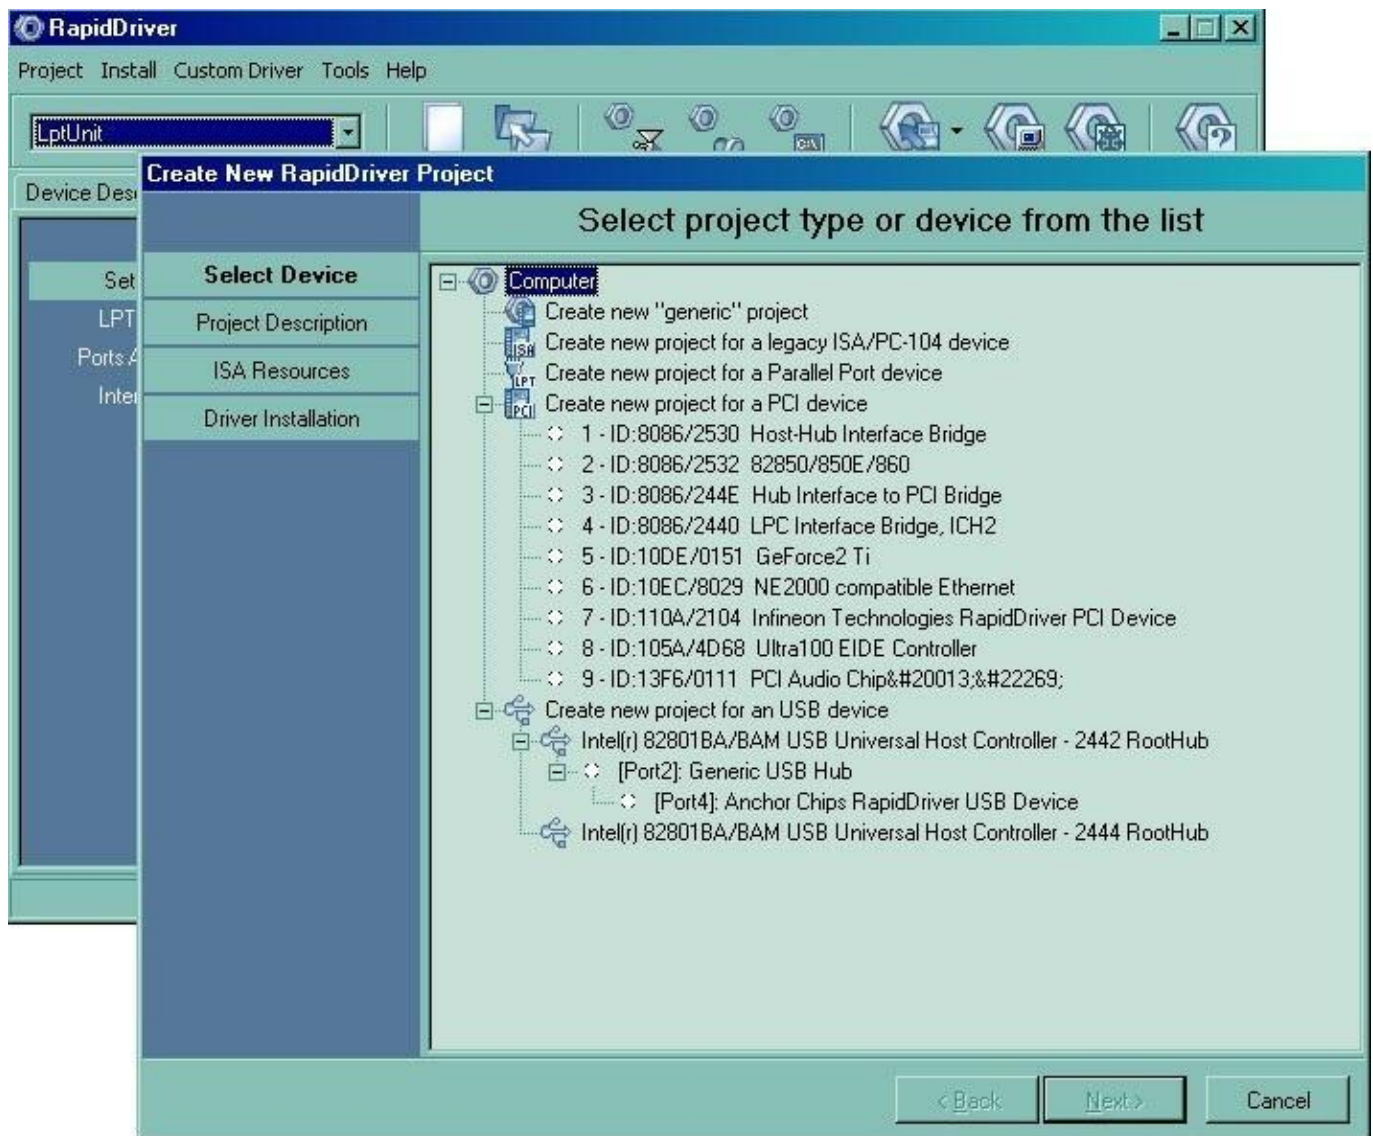 RapidDriver
Project Install Custom Driver Tools Help
LptUnit
C:\
Create New RapidDriver Project
Device Des
Select project type or device from the list
Set
LPT
Ports A
Inter
Select Device
Project Description
ISA Resources
Driver Installation
Computer
Create new "generic" project
ISA Create new project for a legacy ISA/PC-104 device
LPT Create new project for a Parallel Port device
PCI Create new project for a PCI device
1 - ID:8086/2530 Host-Hub Interface Bridge
2 - ID:8086/2532 82850/850E/860
3 - ID:8086/244E Hub Interface to PCI Bridge
4 - ID:8086/2440 LPC Interface Bridge, ICH2
5 - ID:10DE/0151 GeForce2 Ti
6 - ID:10EC/8029 NE2000 compatible Ethernet
7 - ID:110A/2104 Infineon Technologies RapidDriver PCI Device
8 - ID:105A/4D68 Ultra100 EIDE Controller
9 - ID:13F6/0111 PCI Audio Chip&#20013;&#22269;
Create new project for an USB device
Intel(r) 82801BA/BAM USB Universal Host Controller - 2442 RootHub
[Port2]: Generic USB Hub
[Port4]: Anchor Chips RapidDriver USB Device
Intel(r) 82801BA/BAM USB Universal Host Controller - 2444 RootHub
< Back Next > Cancel